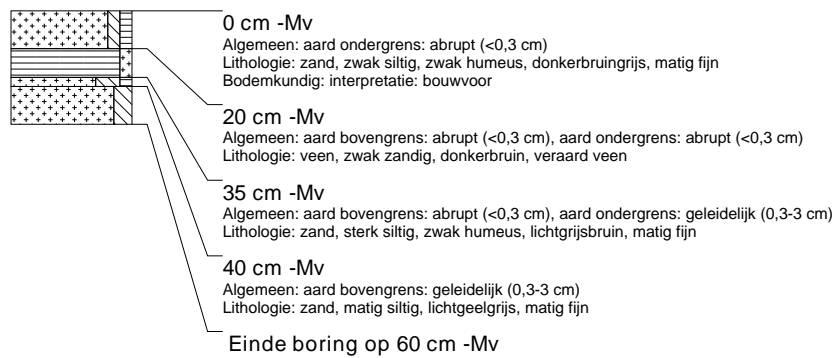 0 cm -Mv
Algemeen: aard ondergrens: abrupt (<0,3 cm)
Lithologie: zand, zwak siltig, zwak humeus, donkerbruingrijs, matig fijn
Bodemkundig: interpretatie: bouwvoor
20 cm -Mv
Algemeen: aard bovengrens: abrupt (<0,3 cm), aard ondergrens: abrupt (<0,3 cm)
Lithologie: veen, zwak zandig, donkerbruin, veraard veen
35 cm -Mv
Algemeen: aard bovengrens: abrupt (<0,3 cm), aard ondergrens: geleidelijk (0,3-3 cm)
Lithologie: zand, sterk siltig, zwak humeus, lichtgrijsbruin, matig fijn
40 cm -Mv
Algemeen: aard bovengrens: geleidelijk (0,3-3 cm)
Lithologie: zand, matig siltig, lichtgeelgrijs, matig fijn
Einde boring op 60 cm -Mv